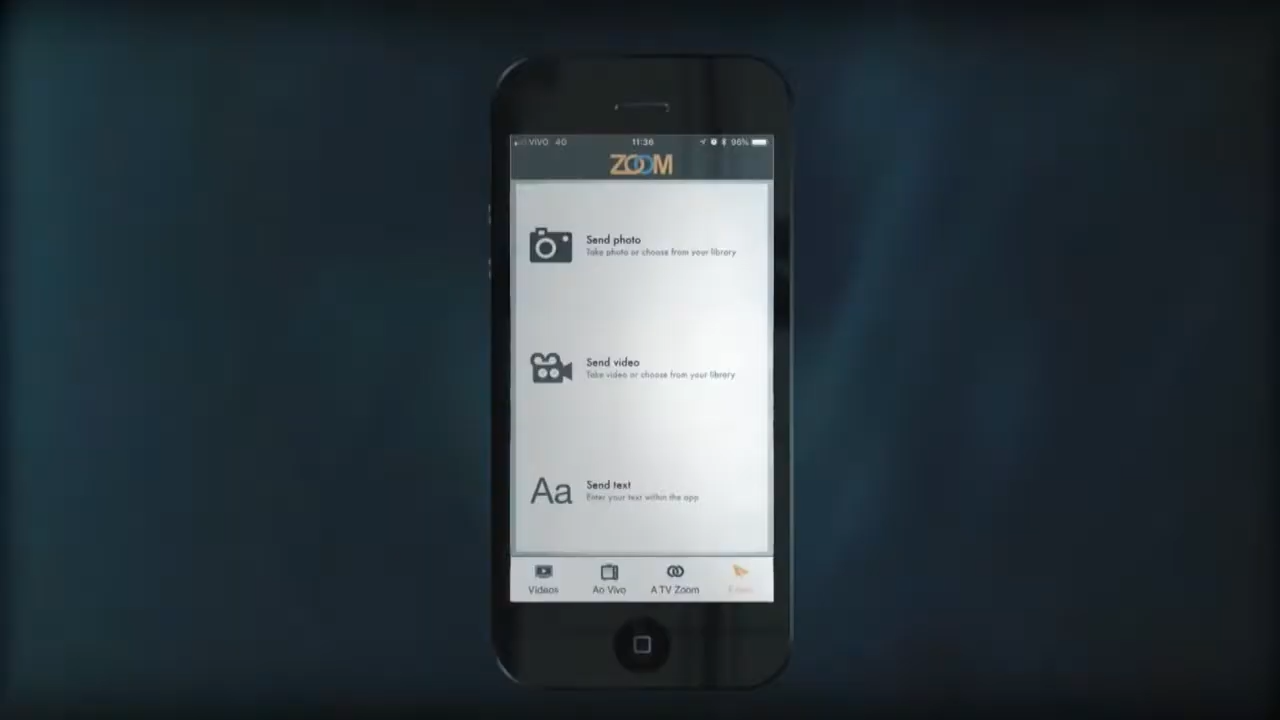 VIVO 4G 11:36 96%
ZOOM
Send photo
Take photo or choose from your library
Send video
Take video or choose from your library
Aa
Send text
Enter your text within the app
Vídeos Ao Vivo A TV Zoom